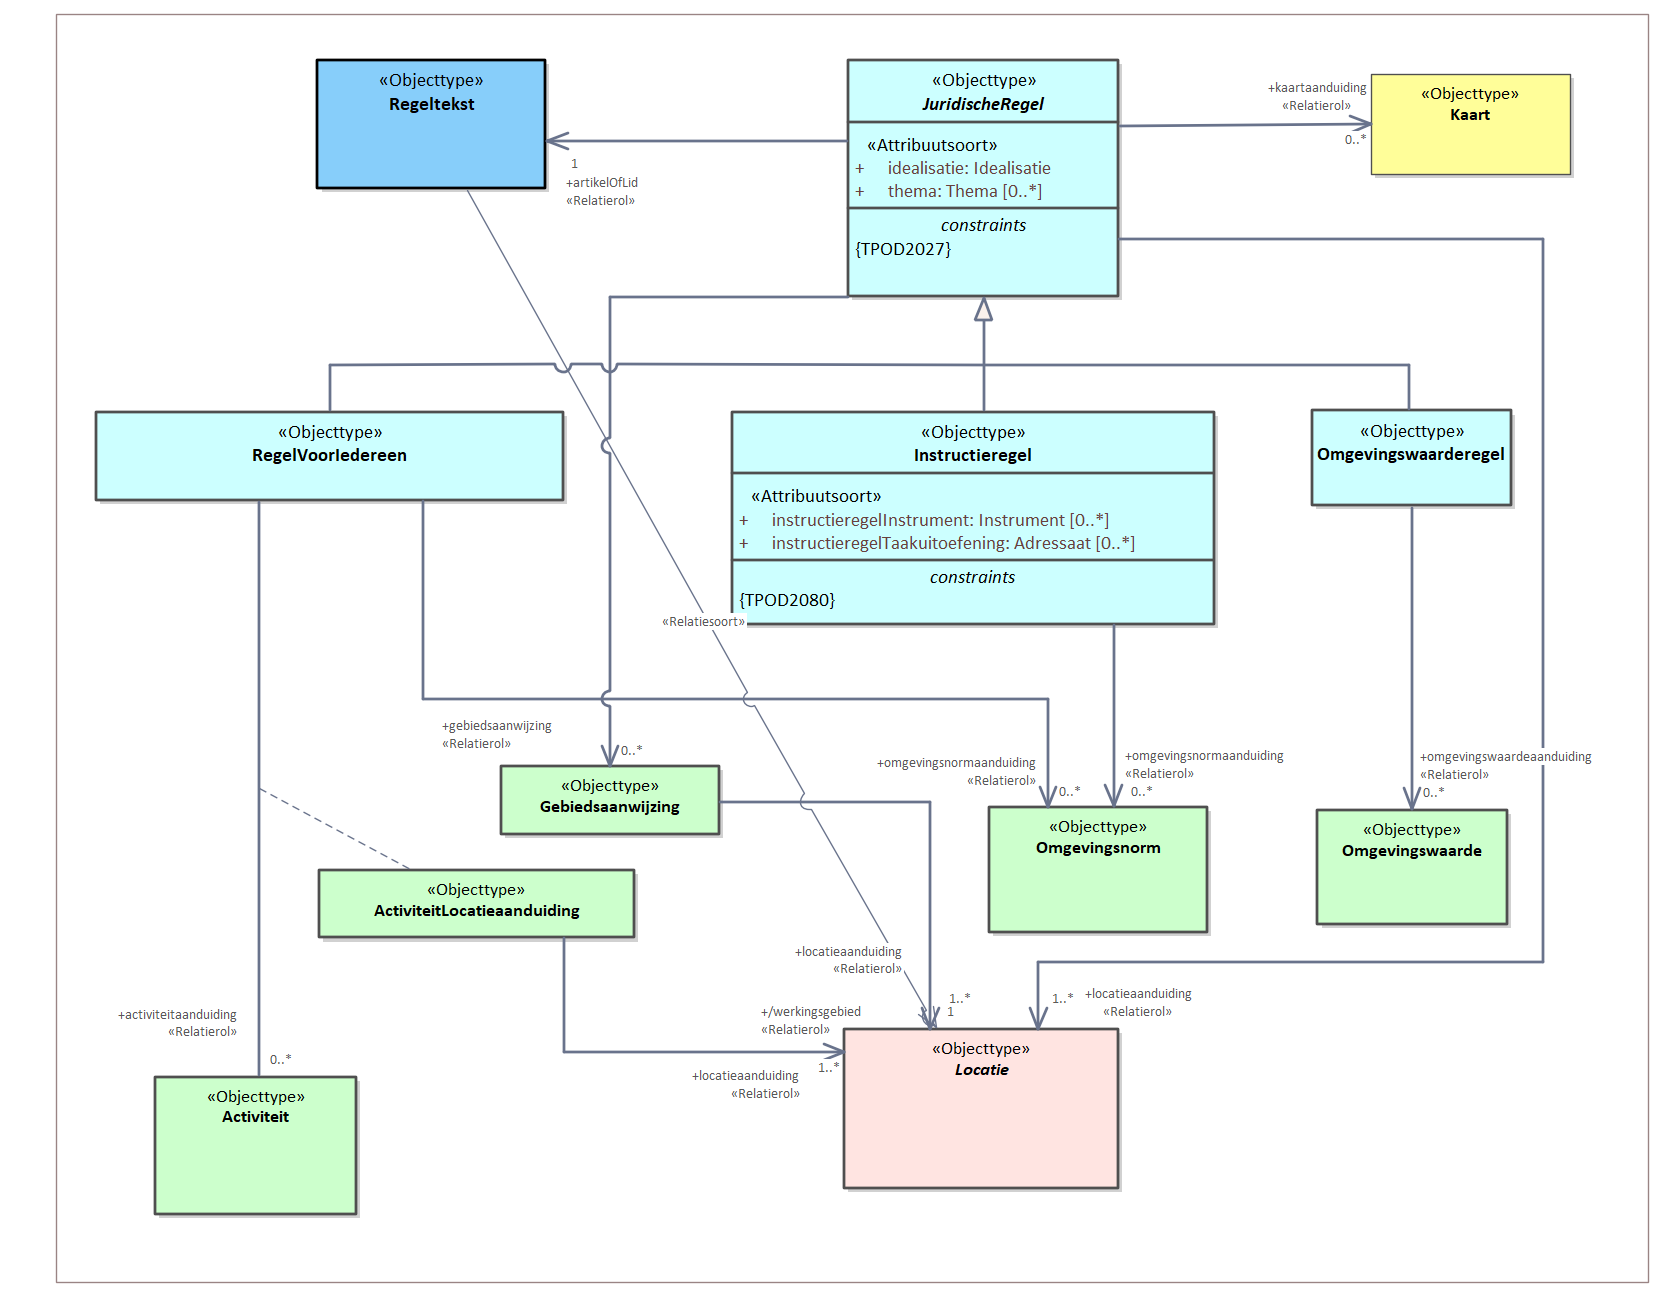 «Objecttype»
Regeltekst
1
+artikelOfLid
«Relatierol»
«Objecttype»
JuridischeRegel
«Attribuutsoort»
+ idealisatie: Idealisatie
+ thema: Thema [0..*]
constraints
{TPOD2027}
+kaartaanduiding
«Relatierol»
0..*
«Objecttype»
Kaart
«Objecttype»
RegelVoorIedereen
«Objecttype»
Instructieregel
«Attribuutsoort»
+ instructieregelInstrument: Instrument [0..*]
+ instructieregelTaakuitoefening: Adressaat [0..*]
constraints
{TPOD2080}
«Objecttype»
Omgevingswaarderegel
«Relatiesoort»
+gebiedsaanwijzing
«Relatierol»
0..*
«Objecttype»
Gebiedsaanwijzing
+omgevingsnormaanduiding
«Relatierol»
0..*
+omgevingsnormaanduiding
«Relatierol»
0..*
«Objecttype»
Omgevingsnorm
+omgevingswaardeaanduiding
«Relatierol»
0..*
«Objecttype»
Omgevingswaarde
«Objecttype»
ActiviteitLocatieaanduiding
+locatieaanduiding
«Relatierol»
1..*
1
1..*
+locatieaanduiding
«Relatierol»
+/werkingsgebied
«Relatierol»
1..*
+locatieaanduiding
«Relatierol»
«Objecttype»
Locatie
+activiteitaanduiding
«Relatierol»
0..*
«Objecttype»
Activiteit